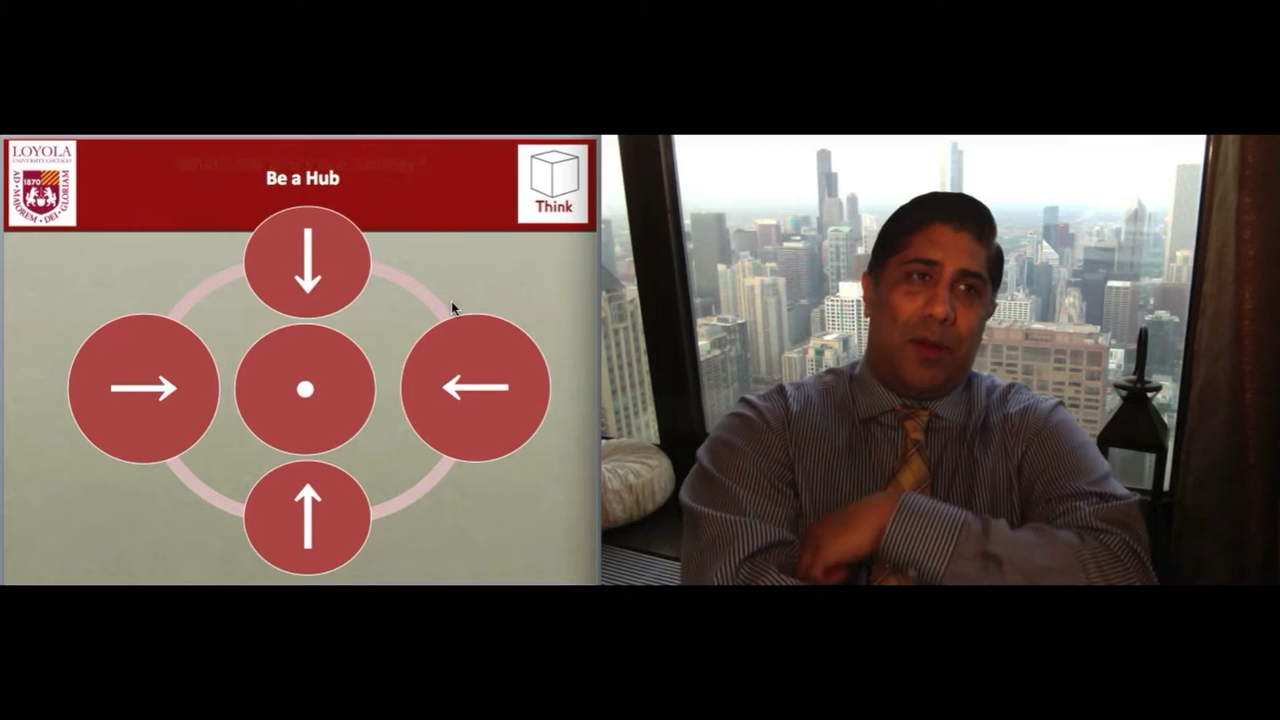 LOYOLA
UNIVERSITY CHICAGO
1870
AD • MAJOREM • DEI • GLORIAM
Be a Hub
Think